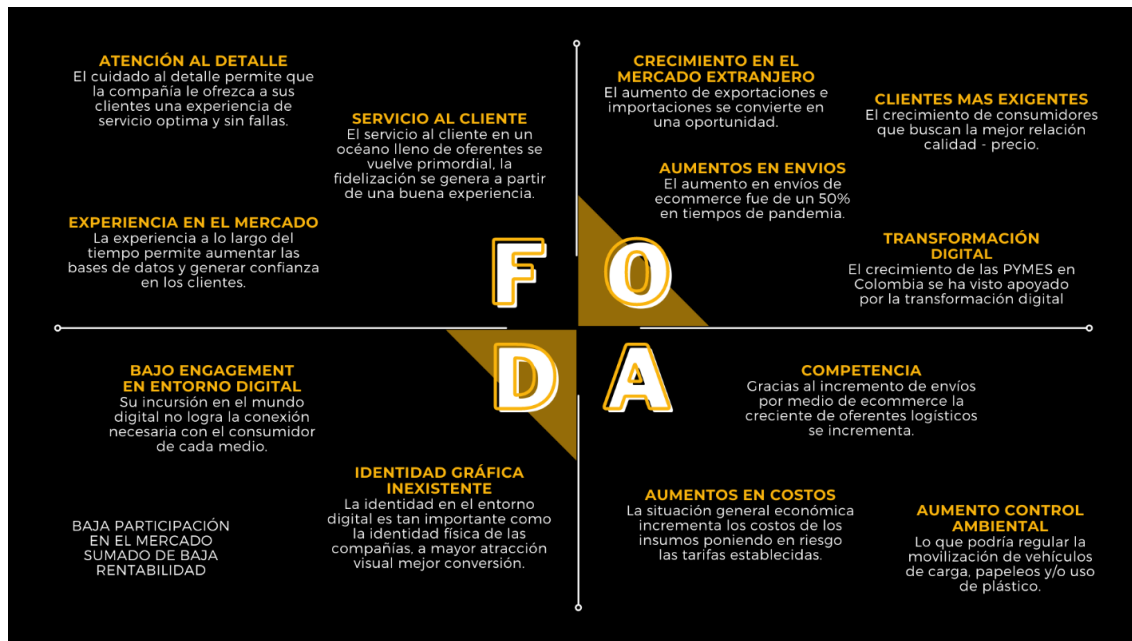 ATENCIÓN AL DETALLE
El cuidado al detalle permite que
la compañía le ofrezca a sus
clientes una experiencia de
servicio optima y sin fallas.
SERVICIO AL CLIENTE
El servicio al cliente en un
océano lleno de oferentes se
vuelve primordial, la
fidelización se genera a partir
de una buena experiencia.
EXPERIENCIA EN EL MERCADO
La experiencia a lo largo del
tiempo permite aumentar las
bases de datos y generar confianza
en los clientes.
F
CRECIMIENTO EN EL
MERCADO EXTRANJERO
El aumento de exportaciones e
importaciones se convierte en
una oportunidad.
CLIENTES MAS EXIGENTES
El crecimiento de consumidores
que buscan la mejor relación
calidad - precio.
AUMENTOS EN ENVIOS
El aumento en envíos de
ecommerce fue de un 50%
en tiempos de pandemia.
TRANSFORMACIÓN
DIGITAL
El crecimiento de las PYMES en
Colombia se ha visto apoyado
por la transformación digital
O
BAJO ENGAGEMENT
EN ENTORNO DIGITAL
Su incursión en el mundo
digital no logra la conexión
necesaria con el consumidor
de cada medio.
D
IDENTIDAD GRÁFICA
INEXISTENTE
La identidad en el entorno
digital es tan importante como
la identidad física de las
compañías, a mayor atracción
visual mejor conversión.
BAJA PARTICIPACIÓN
EN EL MERCADO
SUMADO DE BAJA
RENTABILIDAD
A
COMPETENCIA
Gracias al incremento de envíos
por medio de ecommerce la
creciente de oferentes logísticos
se incrementa.
AUMENTOS EN COSTOS
La situación general económica
incrementa los costos de los
insumos poniendo en riesgo
las tarifas establecidas.
AUMENTO CONTROL
AMBIENTAL
Lo que podría regular la
movilización de vehículos
de carga, papeleos y/o uso
de plástico.